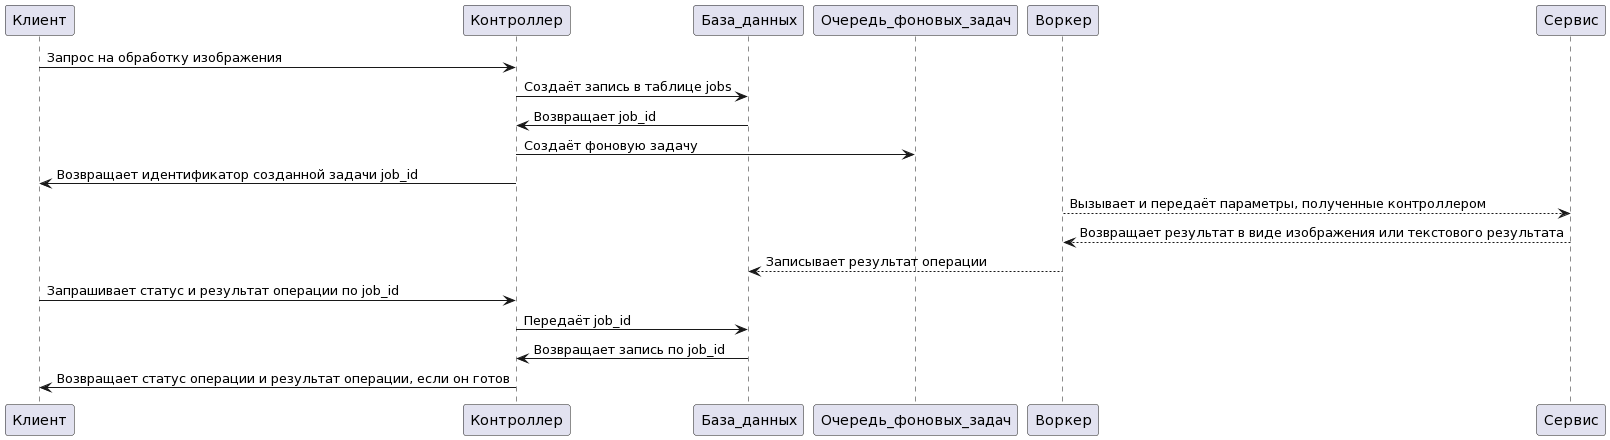 Клиент Контроллер База_данных Очередь_фоновых_задач Воркер Сервис
Запрос на обработку изображения
Создаёт запись в таблице jobs
Возвращает job_id
Создаёт фоновую задачу
Возвращает идентификатор созданной задачи job_id
Вызывает и передаёт параметры, полученные контроллером
Возвращает результат в виде изображения или текстового результата
Записывает результат операции
Запрашивает статус и результат операции по job_id
Передаёт job_id
Возвращает запись по job_id
Возвращает статус операции и результат операции, если он готов
Клиент Контроллер База_данных Очередь_фоновых_задач Воркер Сервис